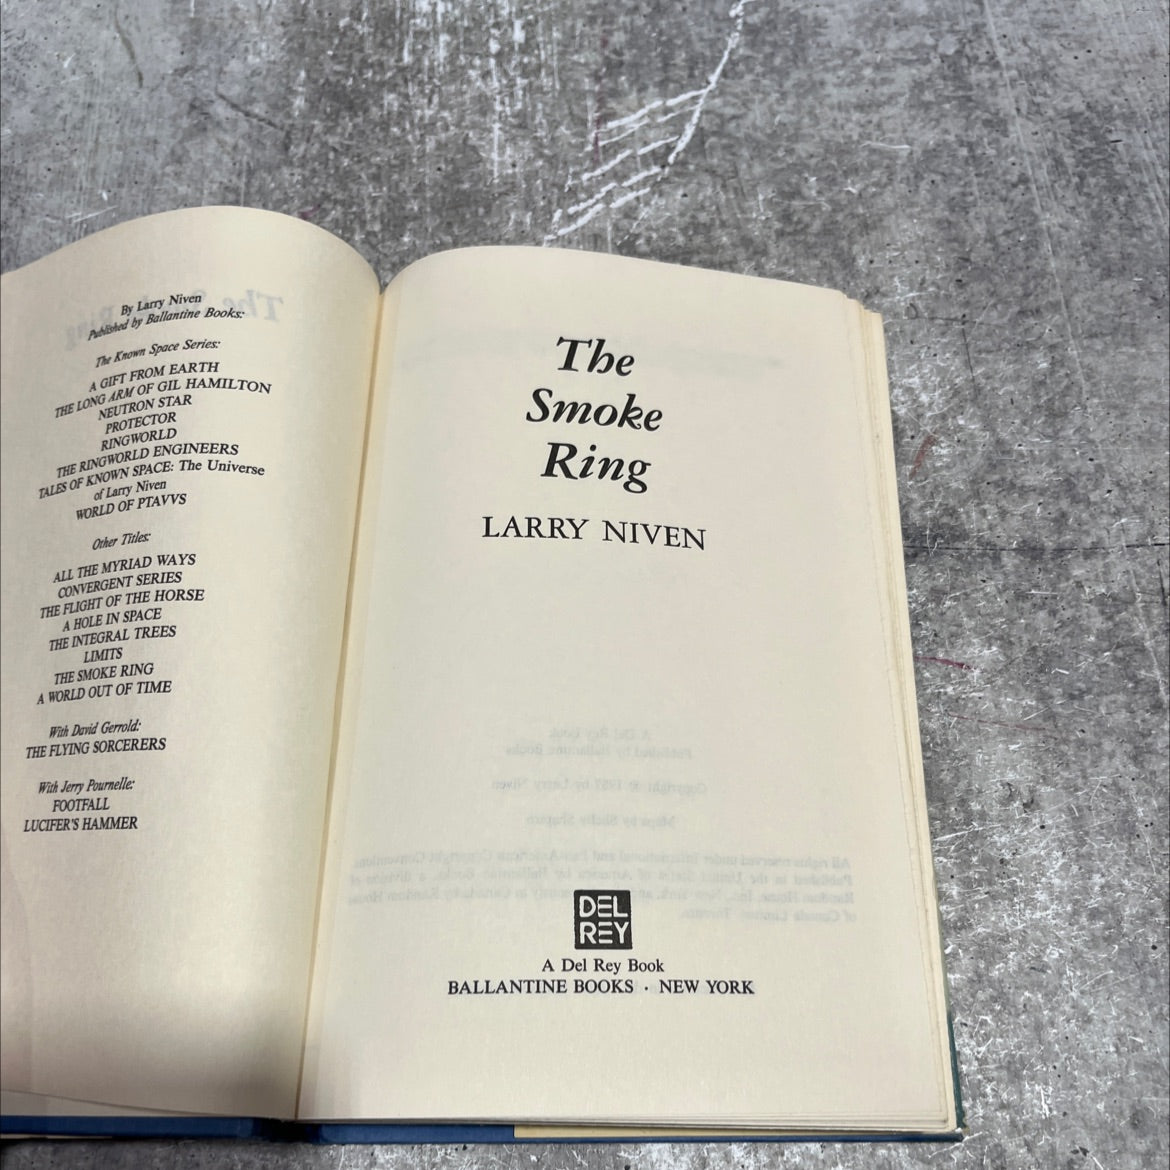 By Larry Niven
Published by Ballantine Books:
The Known Space Series:
A GIFT FROM EARTH
THE LONG ARM OF GIL HAMILTON
NEUTRON STAR
PROTECTOR
RINGWORLD
THE RINGWORLD ENGINEERS
TALES OF KNOWN SPACE: The Universe
of Larry Niven
WORLD OF PTAVVS
Other Titles:
ALL THE MYRIAD WAYS
CONVERGENT SERIES
THE FLIGHT OF THE HORSE
A HOLE IN SPACE
THE INTEGRAL TREES
LIMITS
THE SMOKE RING
A WORLD OUT OF TIME
With David Gerrold:
THE FLYING SORCERERS
With Jerry Pournelle:
FOOTFALL
LUCIFER'S HAMMER
The
Smoke
Ring
LARRY NIVEN
DEL
REY
A Del Rey Book
BALLANTINE BOOKS · NEW YORK